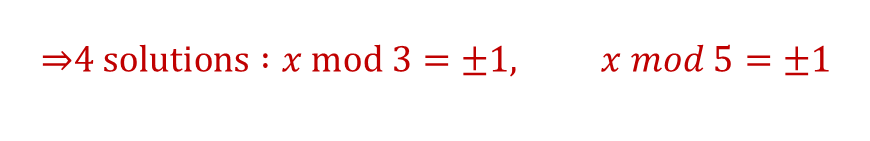 ⇒4 solutions : x mod 3 = ±1, x mod 5 = ±1